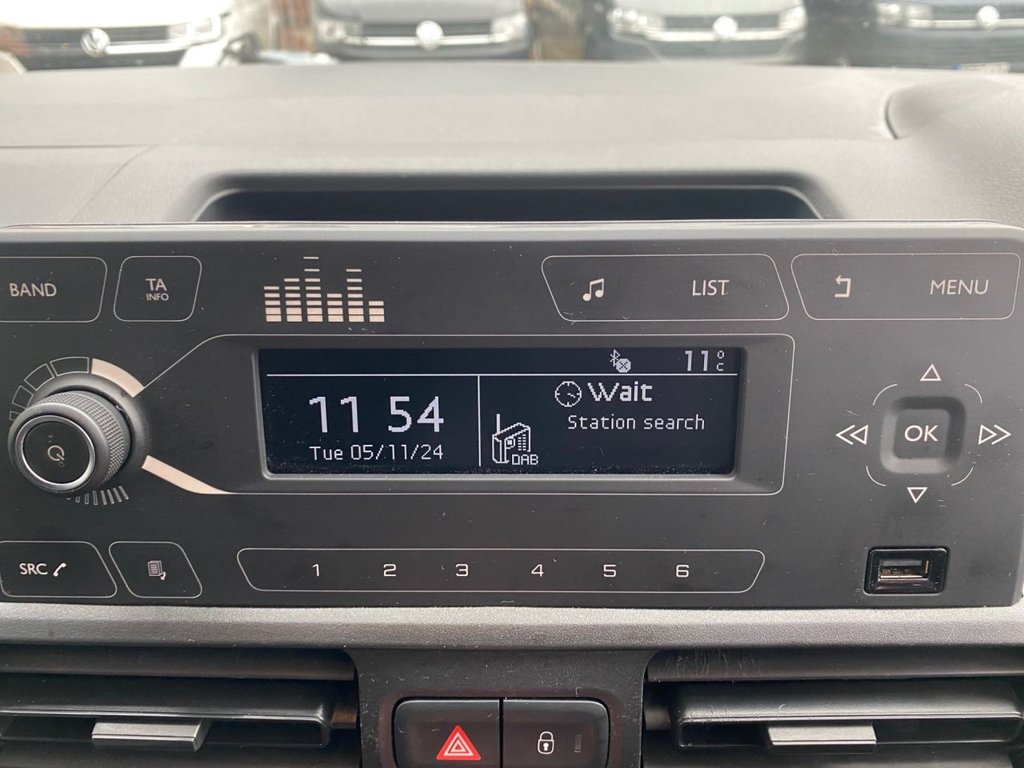 BAND
TA
INFO
LIST
MENU
11°C
11 54
Tue 05/11/24
Wait
Station search
DAB
OK
SRC
1 2 3 4 5 6